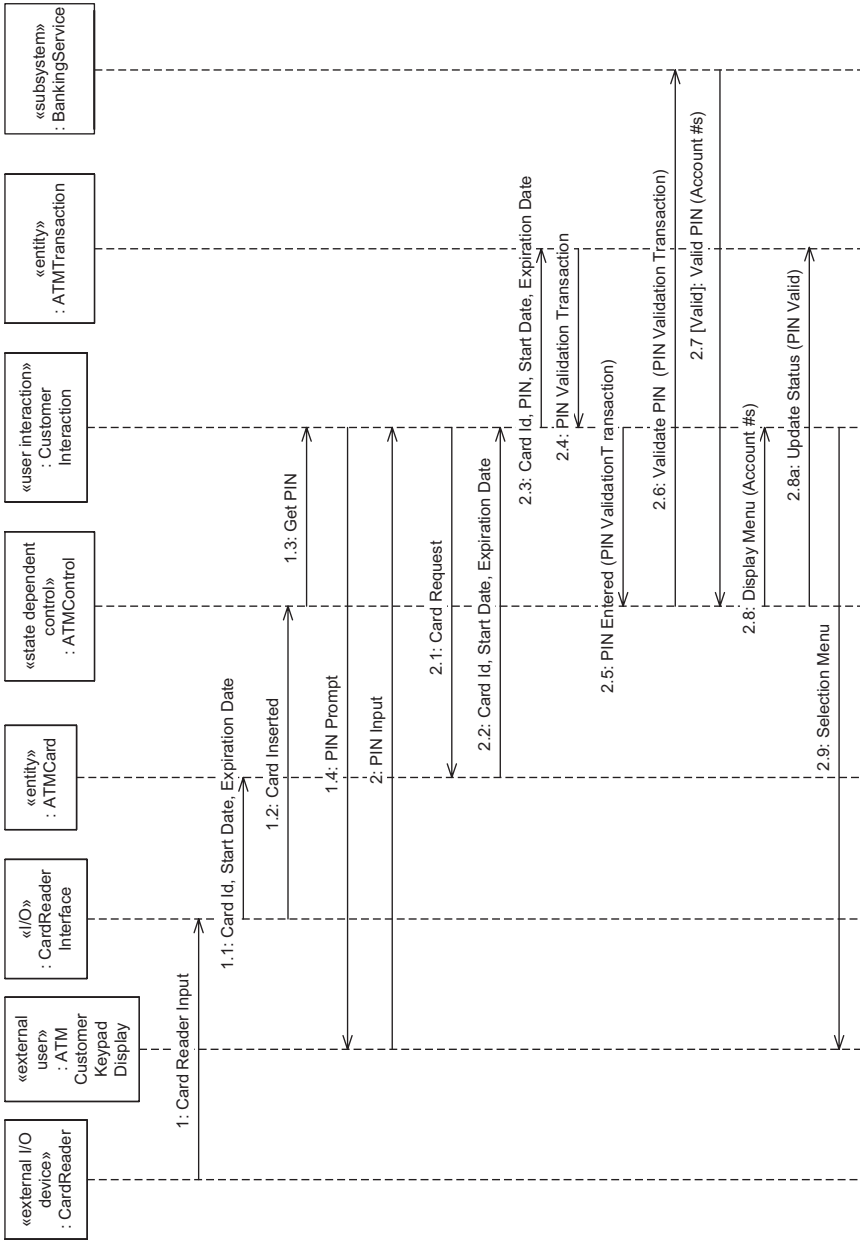 «external I/O
device»
: CardReader
«external
user»
: ATM
Customer
Keypad
Display
«I/O»
: CardReader
Interface
«entity»
: ATMCard
«state dependent
control»
: ATMControl
«user interaction»
: Customer
Interaction
«entity»
: ATMTransaction
«subsystem»
: BankingService
1: Card Reader Input
1.1: Card Id, Start Date, Expiration Date
1.2: Card Inserted
1.3: Get PIN
1.4: PIN Prompt
2: PIN Input
2.1: Card Request
2.2: Card Id, Start Date, Expiration Date
2.3: Card Id, PIN, Start Date, Expiration Date
2.4: PIN Validation Transaction
2.5: PIN Entered (PIN ValidationT ransaction)
2.6: Validate PIN (PIN Validation Transaction)
2.7 [Valid]: Valid PIN (Account #s)
2.8: Display Menu (Account #s)
2.8a: Update Status (PIN Valid)
2.9: Selection Menu